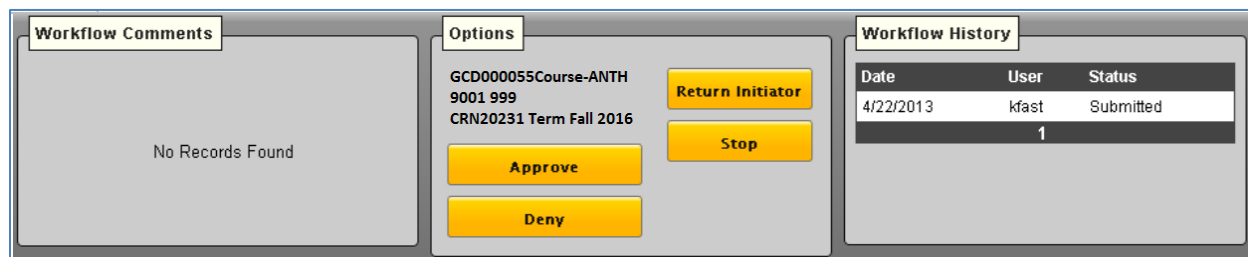 Workflow Comments
No Records Found
Options
GCD000055Course-ANTH
9001 999
CRN20231 Term Fall 2016
Approve
Deny
Return Initiator
Stop
Workflow History
Date User Status
4/22/2013 kfast Submitted
1